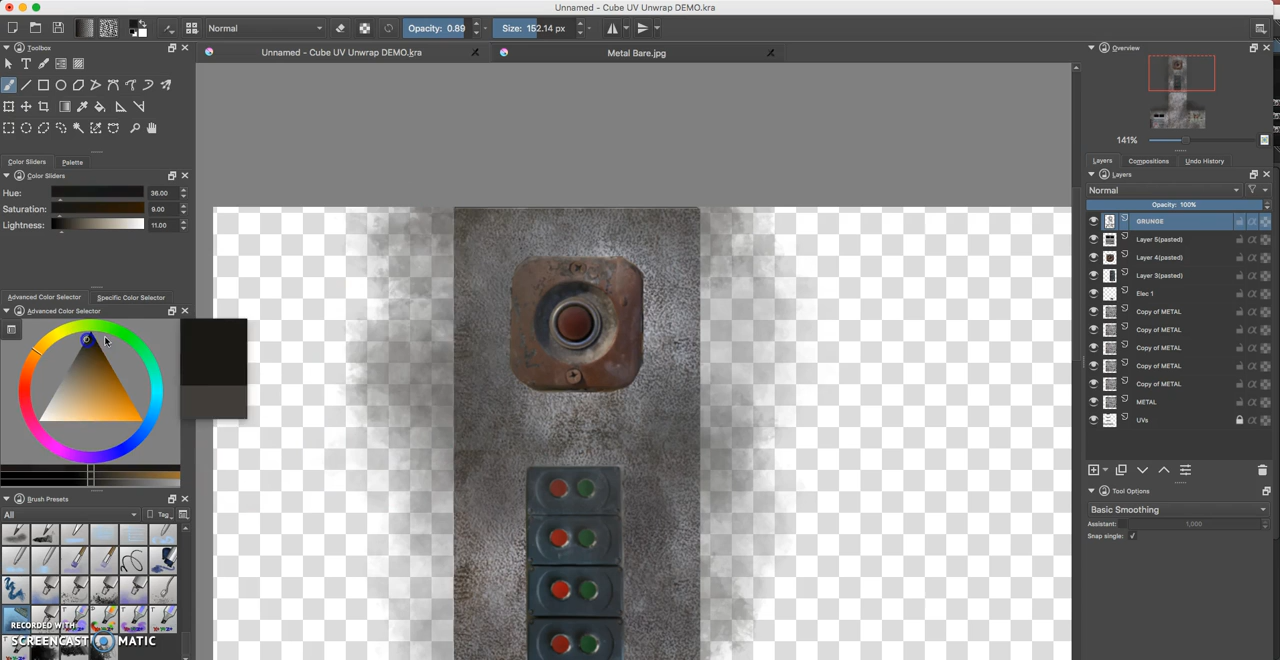 Unnamed - Cube UV Unwrap DEMO.kra
Normal
Opacity: 0.89
Size: 152.14 px
Unnamed - Cube UV Unwrap DEMO.kra
Metal Bare.jpg
Toolbox
Overview
141%
Color Sliders
Palette
Color Sliders
Hue:
36.00
Saturation:
9.00
Lightness:
11.00
Advanced Color Selector
Specific Color Selector
Advanced Color Selector
Brush Presets
All
Tag
RECORDED WITH
SCREENCAST MATIC
Layers
Compositions
Undo History
Layers
Normal
Opacity: 100%
GRUNGE
Layer 5(pasted)
Layer 4(pasted)
Layer 3(pasted)
Elec 1
Copy of METAL
Copy of METAL
Copy of METAL
Copy of METAL
Copy of METAL
METAL
UVs
Tool Options
Basic Smoothing
Assistant:
1,000
Snap single: